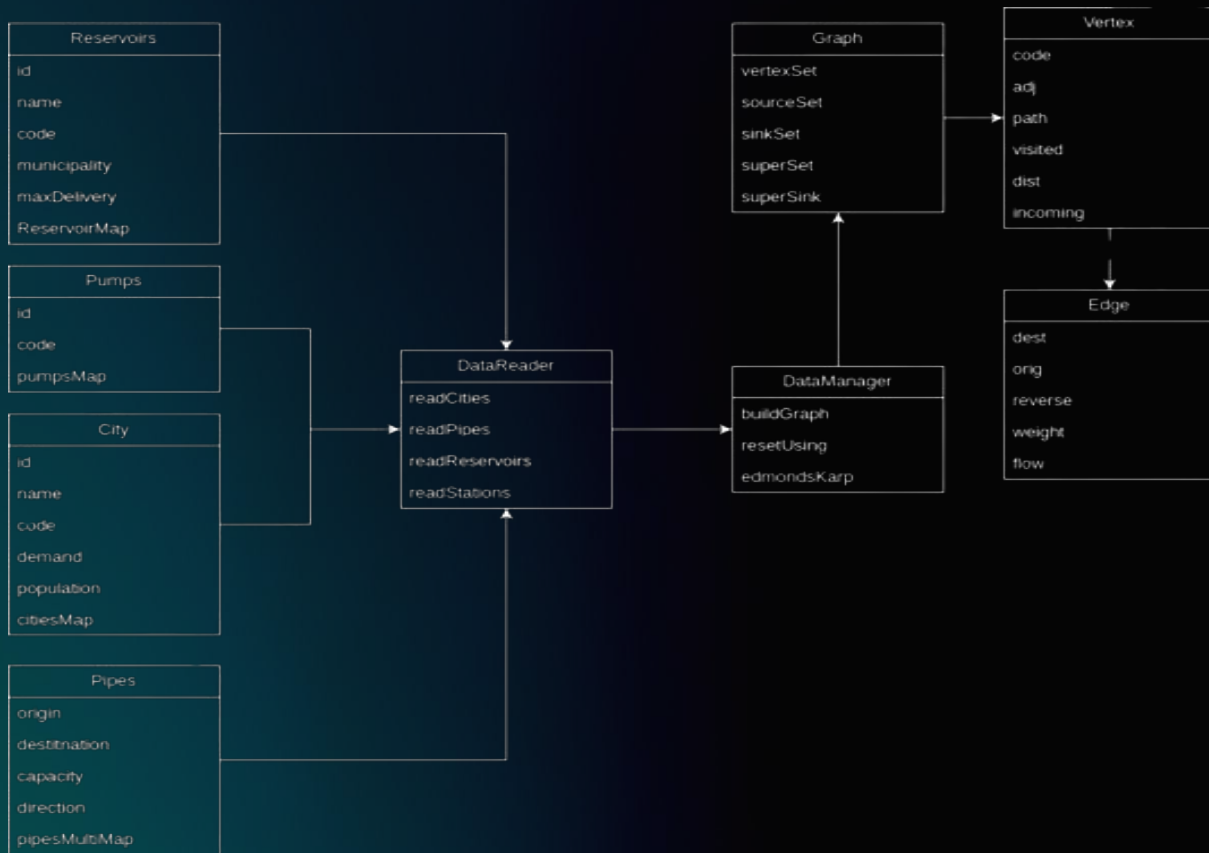 Reservoirs
id
name
code
municipality
maxDelivery
ReservoirMap
Pumps
id
code
pumpsMap
City
id
name
code
demand
population
citiesMap
Pipes
origin
destitnation
capacity
direction
pipesMultiMap
DataReader
readCities
readPipes
readReservoirs
readStations
Graph
vertexSet
sourceSet
sinkSet
superSet
superSink
DataManager
buildGraph
resetUsing
edmondsKarp
Vertex
code
adj
path
visited
dist
incoming
Edge
dest
orig
reverse
weight
flow